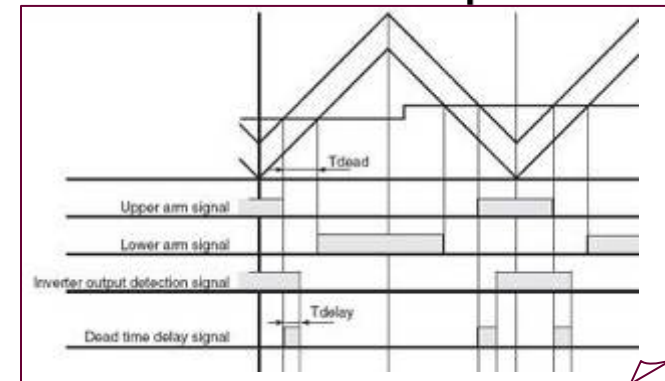 Tdead
Upper arm signal
Lower arm signal
Inverter output detection signal
Tdelay
Dead time delay signal